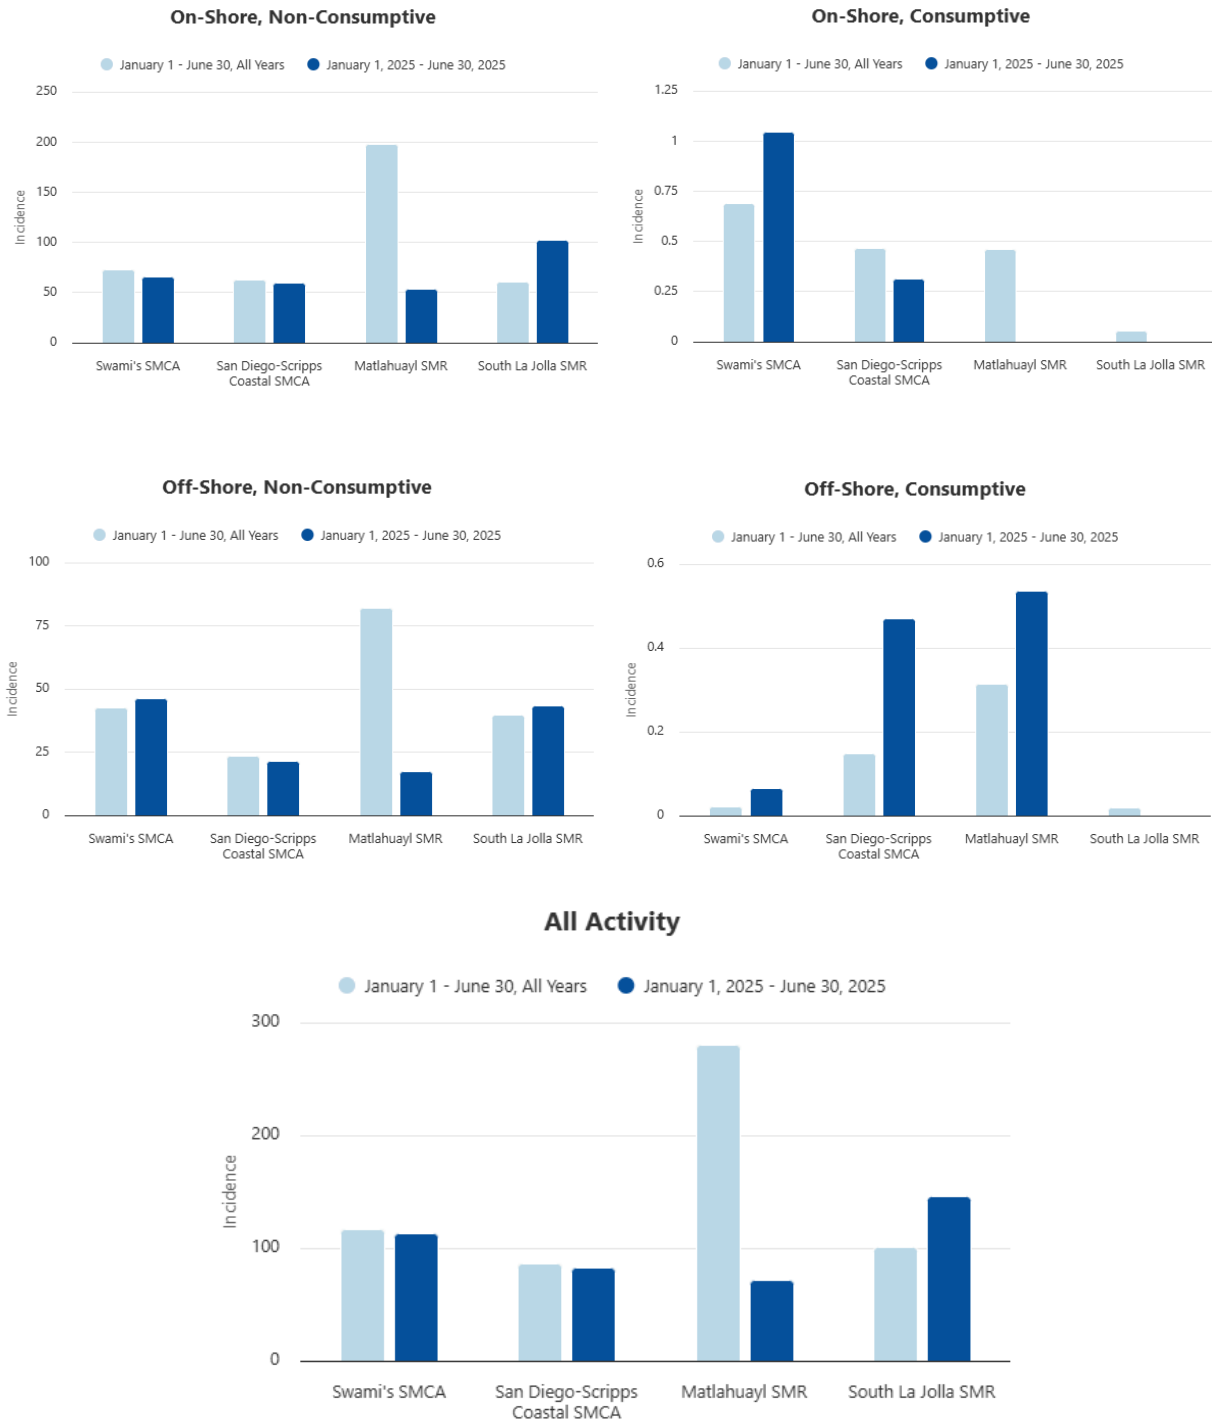 On-Shore, Non-Consumptive
January 1 - June 30, All Years
January 1, 2025 - June 30, 2025
Incidence
250
200
150
100
50
0
Swami's SMCA
San Diego-Scripps
Coastal SMCA
Matlahuayl SMR
South La Jolla SMR
On-Shore, Consumptive
January 1 - June 30, All Years
January 1, 2025 - June 30, 2025
Incidence
1.25
1
0.75
0.5
0.25
0
Swami's SMCA
San Diego-Scripps
Coastal SMCA
Matlahuayl SMR
South La Jolla SMR
Off-Shore, Non-Consumptive
January 1 - June 30, All Years
January 1, 2025 - June 30, 2025
Incidence
100
75
50
25
0
Swami's SMCA
San Diego-Scripps
Coastal SMCA
Matlahuayl SMR
South La Jolla SMR
Off-Shore, Consumptive
January 1 - June 30, All Years
January 1, 2025 - June 30, 2025
Incidence
0.6
0.4
0.2
0
Swami's SMCA
San Diego-Scripps
Coastal SMCA
Matlahuayl SMR
South La Jolla SMR
All Activity
January 1 - June 30, All Years
January 1, 2025 - June 30, 2025
Incidence
300
200
100
0
Swami's SMCA
San Diego-Scripps
Coastal SMCA
Matlahuayl SMR
South La Jolla SMR